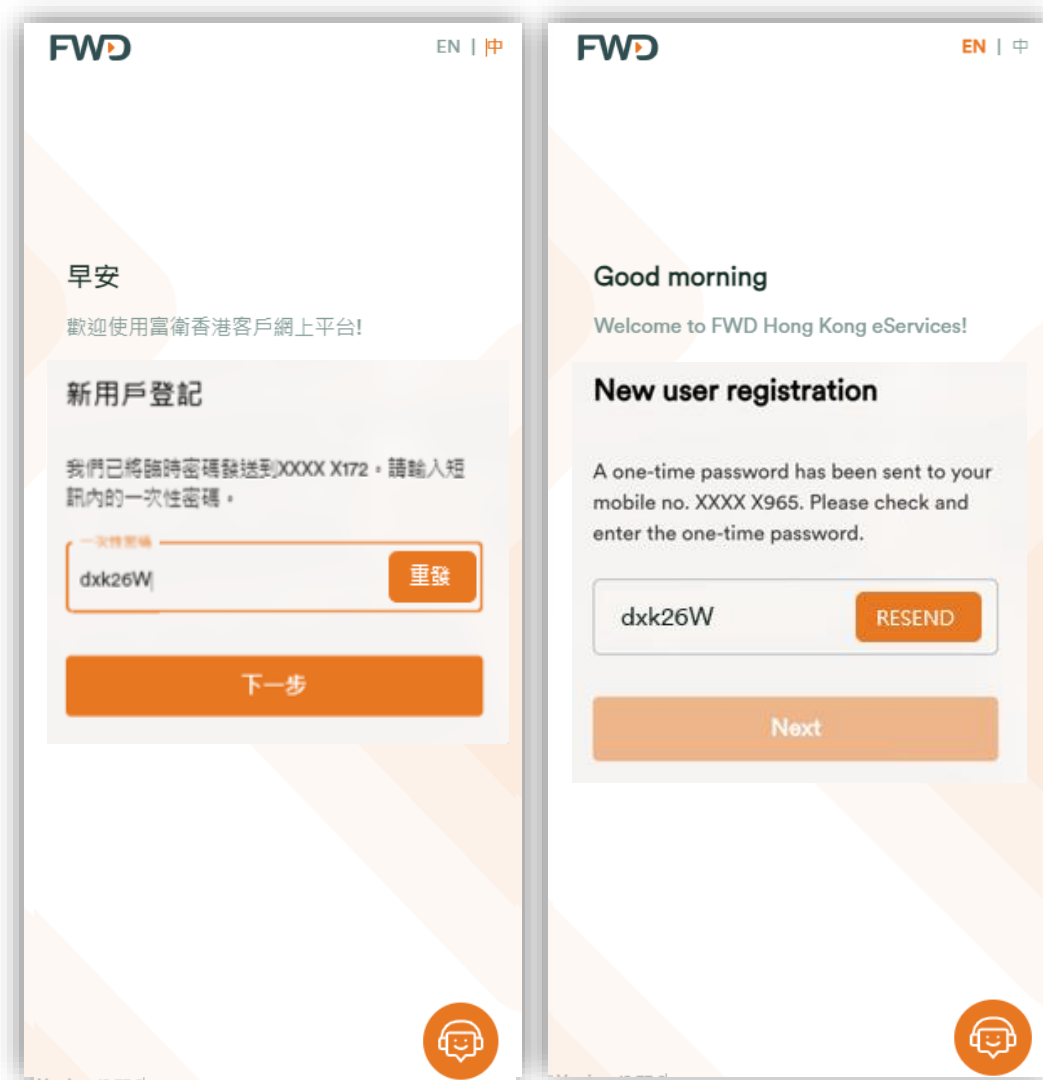 FWD
EN | 中
早安
歡迎使用富衛香港客戶網上平台!
新用戶登記
我們已將臨時密碼發送到XXXX X172。請輸入短
訊內的一次性密碼。
一次性密碼
dxk26W
重發
下一步
FWD
EN | 中
Good morning
Welcome to FWD Hong Kong eServices!
New user registration
A one-time password has been sent to your
mobile no. XXXX X965. Please check and
enter the one-time password.
dxk26W
RESEND
Next